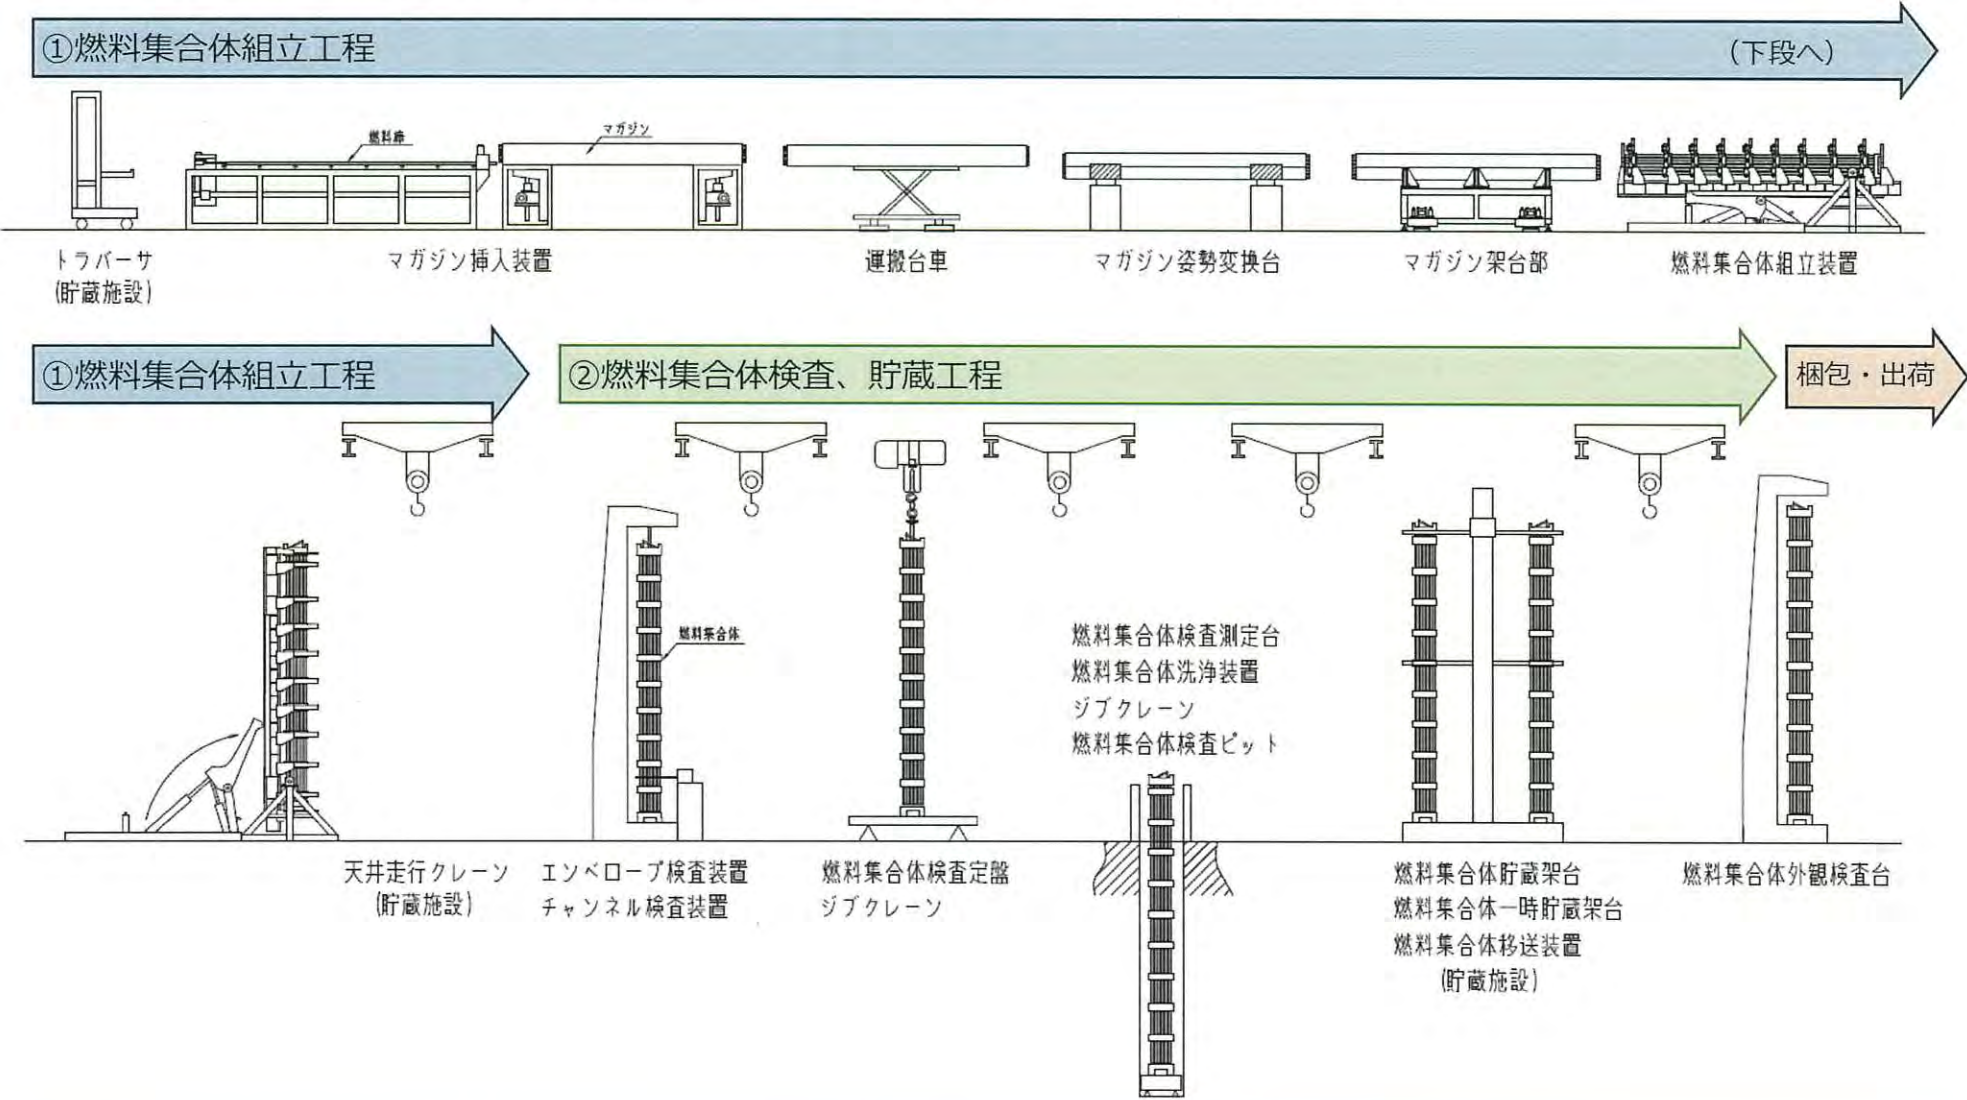 ①燃料集合体組立工程
（下段へ）
燃料棒
マガジン
トラバーサ
(貯蔵施設)
マガジン挿入装置
運搬台車
マガジン姿勢変換台
マガジン架台部
燃料集合体組立装置
①燃料集合体組立工程
②燃料集合体検査、貯蔵工程
梱包・出荷
燃料集合体
燃料集合体検査測定台
燃料集合体洗浄装置
ジブクレーン
燃料集合体検査ピット
天井走行クレーン
(貯蔵施設)
エンベロープ検査装置
チャンネル検査装置
燃料集合体検査定盤
ジブクレーン
燃料集合体貯蔵架台
燃料集合体一時貯蔵架台
燃料集合体移送装置
(貯蔵施設)
燃料集合体外観検査台